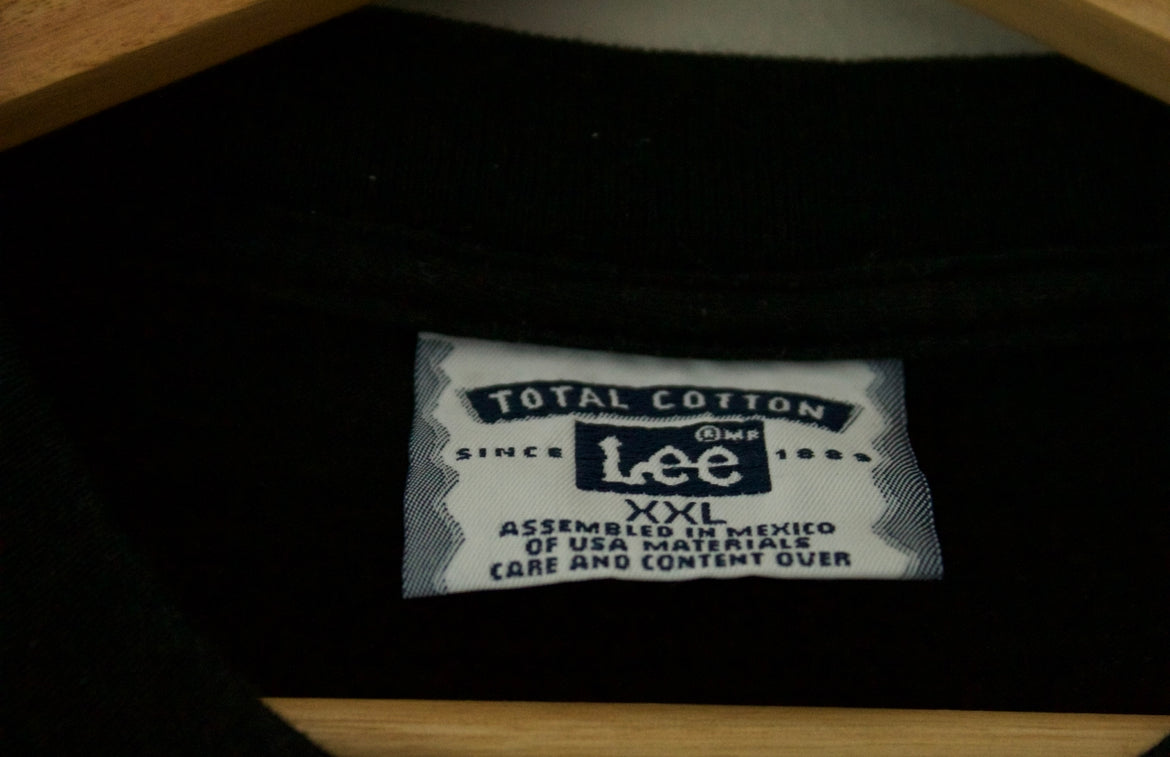 TOTAL COTTON
®MR
SINCE Lee 1889
XXL
ASSEMBLED IN MEXICO
OF USA MATERIALS
CARE AND CONTENT OVER